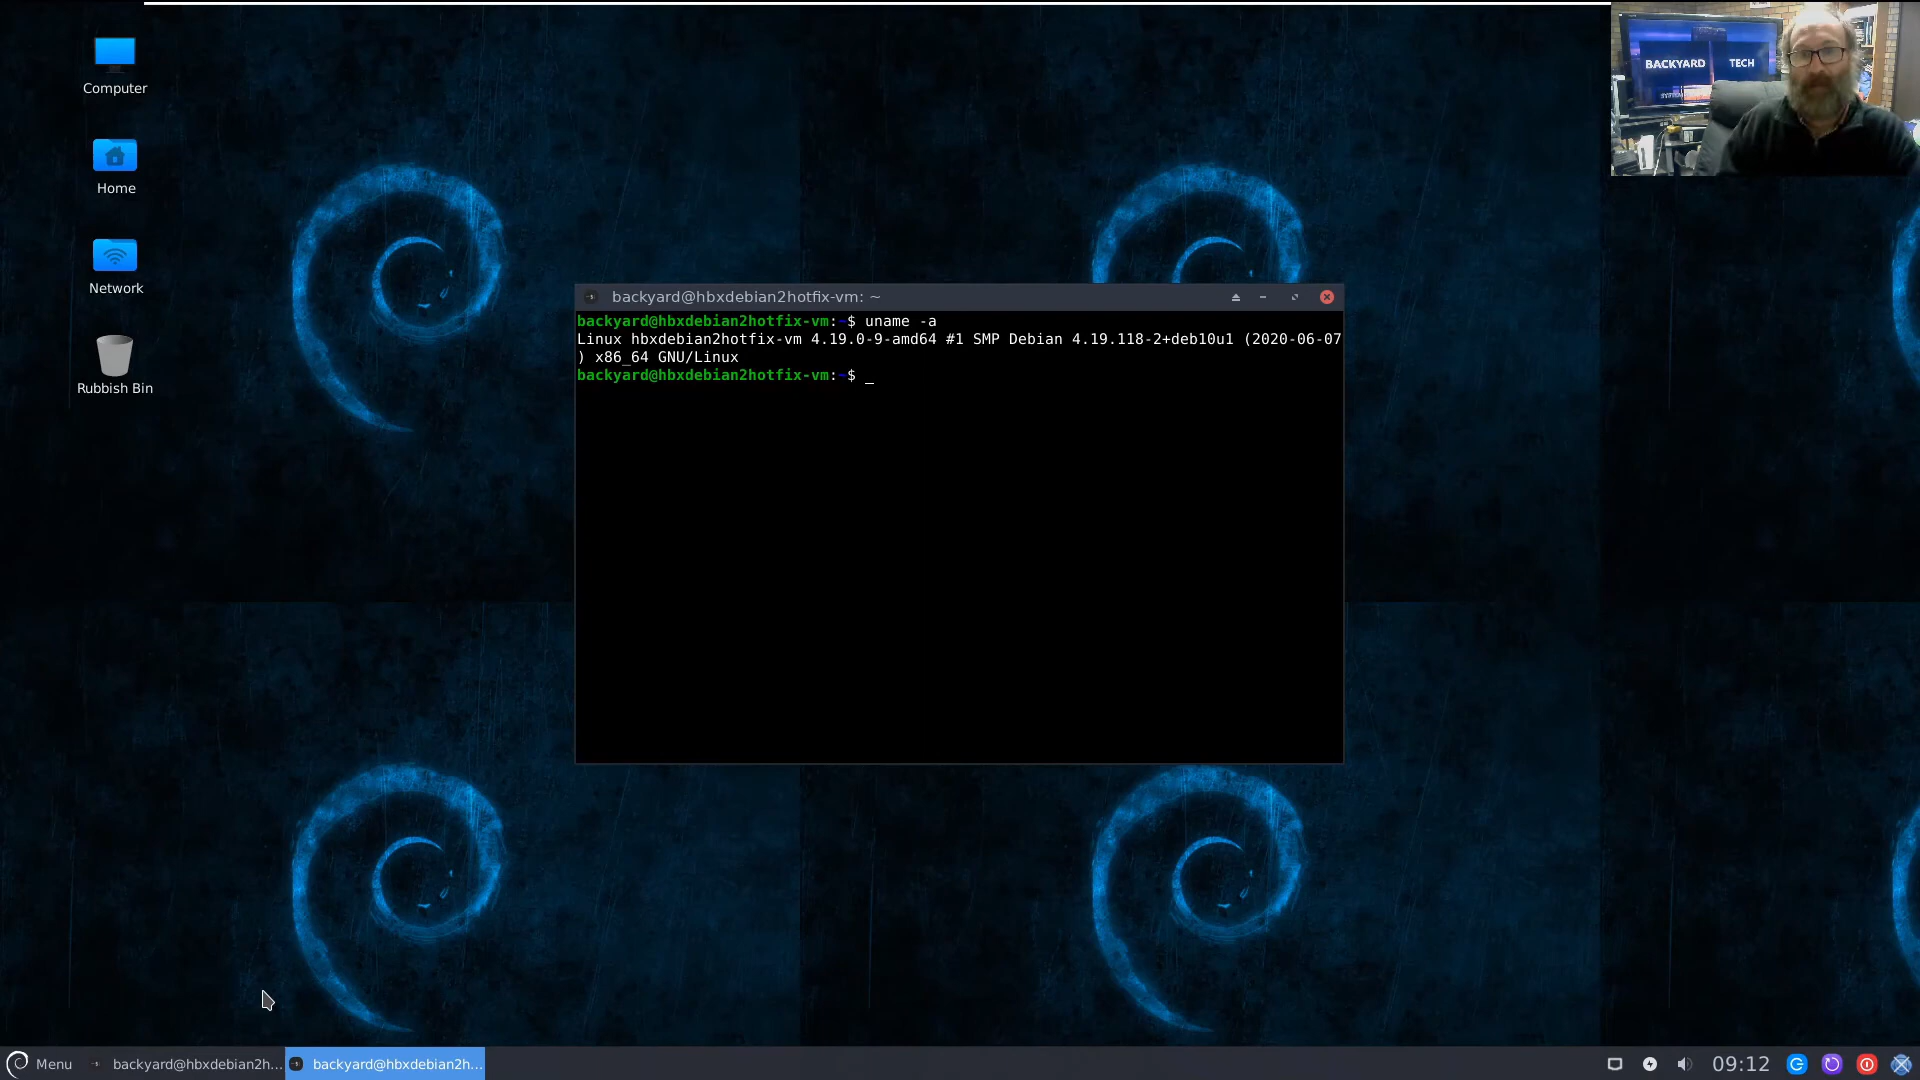 Computer
Home
Network
Rubbish Bin
BACKYARD TECH
backyard@hbxdebian2hotfix-vm: ~
backyard@hbxdebian2hotfix-vm:~$ uname -a
Linux hbxdebian2hotfix-vm 4.19.0-9-amd64 #1 SMP Debian 4.19.118-2+deb10u1 (2020-06-07
) x86_64 GNU/Linux
backyard@hbxdebian2hotfix-vm:~$ _
Menu backyard@hbxdebian2h... backyard@hbxdebian2h... 09:12